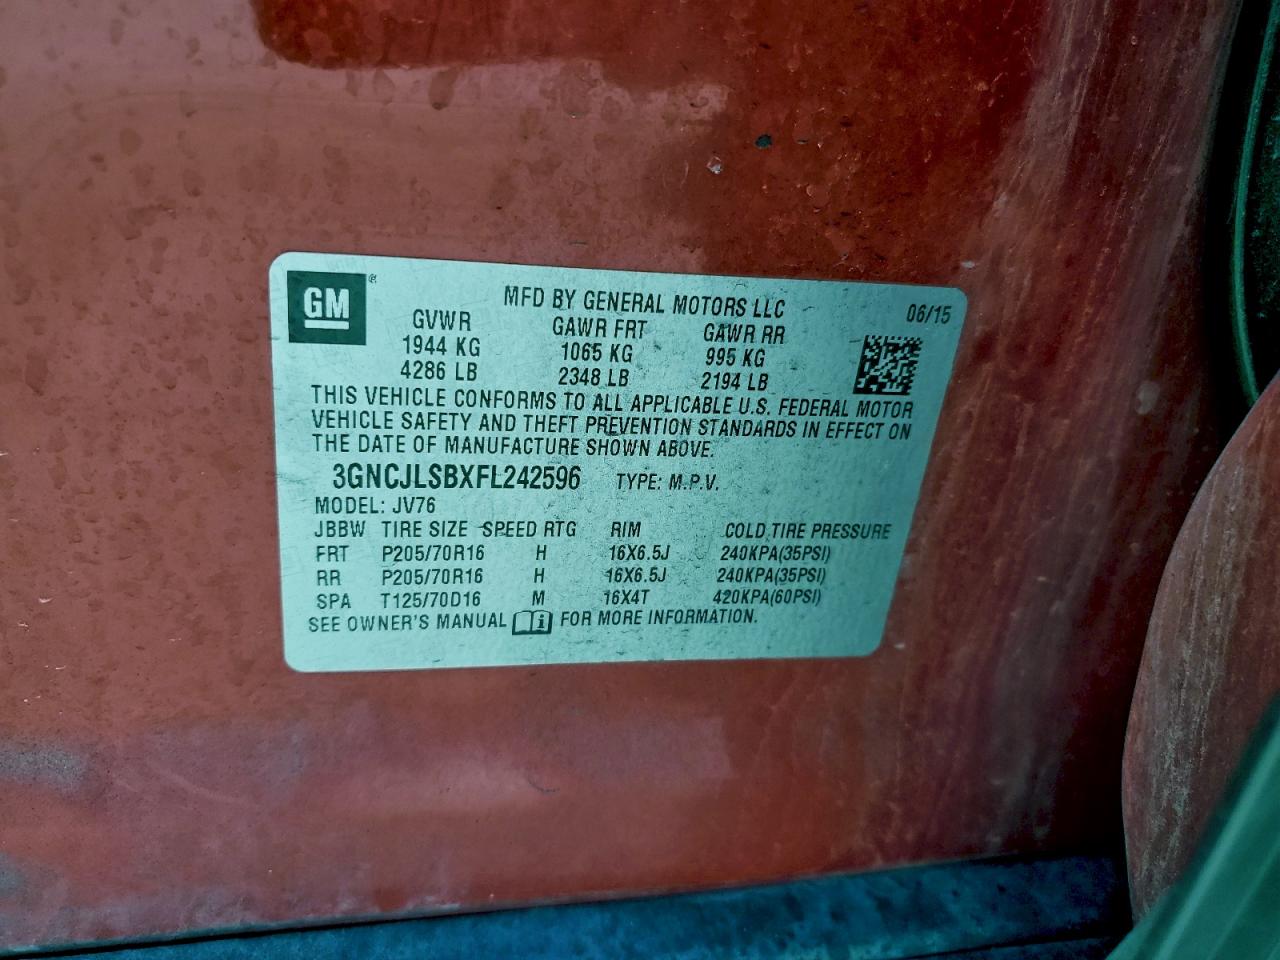 GM ®
MFD BY GENERAL MOTORS LLC 06/15
GVWR GAWR FRT GAWR RR
1944 KG 1065 KG 995 KG
4286 LB 2348 LB 2194 LB
THIS VEHICLE CONFORMS TO ALL APPLICABLE U.S. FEDERAL MOTOR
VEHICLE SAFETY AND THEFT PREVENTION STANDARDS IN EFFECT ON
THE DATE OF MANUFACTURE SHOWN ABOVE.
3GNCJLSBXFL242596 TYPE: M.P.V.
MODEL: JV76
JBBW TIRE SIZE SPEED RTG RIM COLD TIRE PRESSURE
FRT P205/70R16 H 16X6.5J 240KPA(35PSI)
RR P205/70R16 H 16X6.5J 240KPA(35PSI)
SPA T125/70D16 M 16X4T 420KPA(60PSI)
SEE OWNER'S MANUAL i FOR MORE INFORMATION.